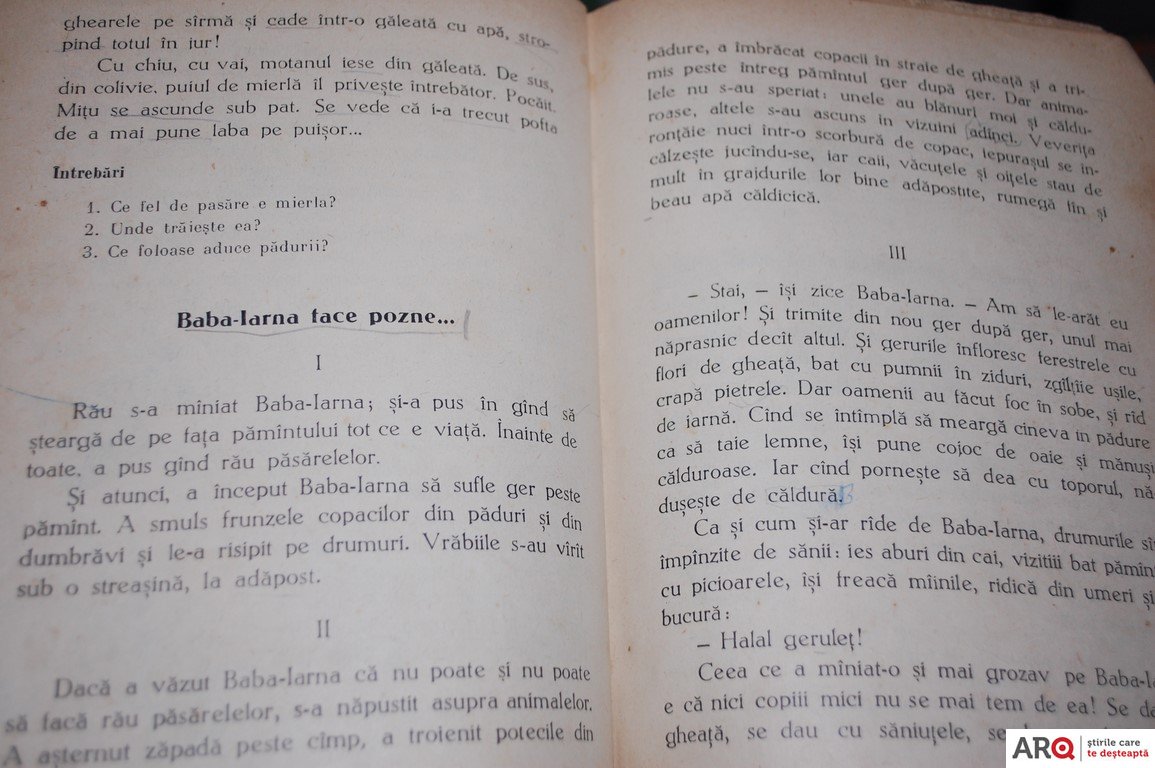 ghearele pe sîrmă și cade într-o găleată cu apă, stro-
pind totul în jur!
Cu chiu, cu vai, motanul iese din găleată. De sus,
din colivie, puiul de mierlă îl privește întrebător. Pocăit.
Mițu se ascunde sub pat. Se vede că i-a trecut pofta
de a mai pune laba pe puișor...
Întrebări
1. Ce fel de pasăre e mierla?
2. Unde trăiește ea?
3. Ce foloase aduce pădurii?
Baba-Iarna face pozne...
I
Rău s-a mîniat Baba-Iarna; și-a pus în gînd să
șteargă de pe fața pămîntului tot ce e viață. Înainte de
toate, a pus gînd rău păsărelelor.
Și atunci, a început Baba-Iarna să sufle ger peste
pămînt. A smuls frunzele copacilor din păduri și din
dumbrăvi și le-a risipit pe drumuri. Vrăbiile s-au vîrît
sub o streașină, la adăpost.
II
Dacă a văzut Baba-Iarna că nu poate și nu poate
să facă rău păsărelelor, s-a năpustit asupra animalelor.
A așternut zăpadă peste cîmp, a troienit potecile din
pădure, a îmbrăcat copacii în straie de gheață și a tri-
mis peste întreg pămîntul ger după ger. Dar anima-
lele nu s-au speriat: unele au blănuri moi și căldu-
roase, altele s-au ascuns in vizuini adînci. Veverița
ronțăie nuci într-o scorbură de copac, iepurașul se în-
călzește jucîndu-se, iar caii, văcuțele și oițele stau de
mult în grajdurile lor bine adăpostite, rumegă fîn și
beau apă căldicică.
III
– Stai, – își zice Baba-Iarna. – Am să le-arăt eu
oamenilor! Și trimite din nou ger după ger, unul mai
năprasnic decît altul. Și gerurile înfloresc ferestrele cu
flori de gheață, bat cu pumnii în ziduri, zgîlțîie ușile,
crapă pietrele. Dar oamenii au făcut foc în sobe, și rîd
de iarnă. Cînd se întîmplă să meargă cineva in pădure
ca să taie lemne, își pune cojoc de oaie și mănuși
călduroase. Iar cînd pornește să dea cu toporul, nă-
dușește de căldură.
Ca și cum și-ar rîde de Baba-Iarna, drumurile sî
împînzite de sănii: ies aburi din cai, vizitiii bat pămîn
cu picioarele, își freacă mîinile, ridică din umeri și
bucură:
– Halal geruleț!
Ceea ce a mîniat-o și mai grozav pe Baba-I
e că nici copiii mici nu se mai tem de ea! Se da
gheață, se dau cu săniuțele, se
ARQ știrile care
te deșteaptă